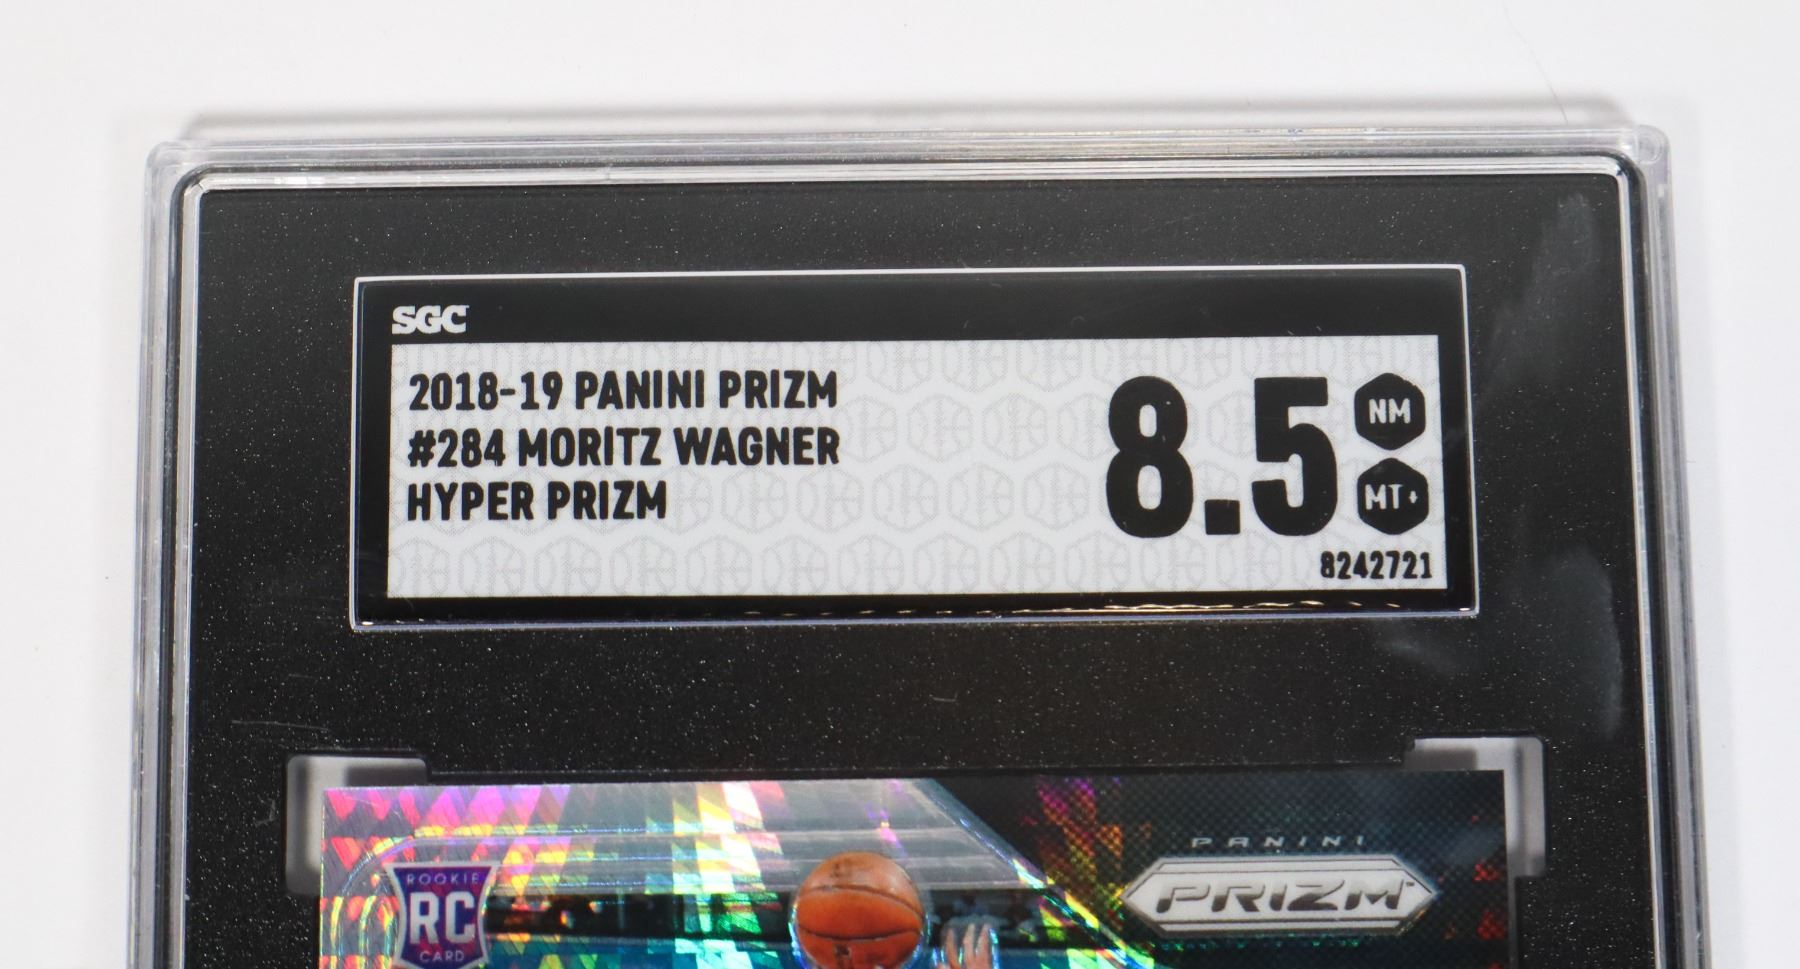 SGC
2018-19 PANINI PRIZM
#284 MORITZ WAGNER
HYPER PRIZM
8.5
NM
MT+
8242721
PANINI
PRIZM
ROOKIE
RC
CARD